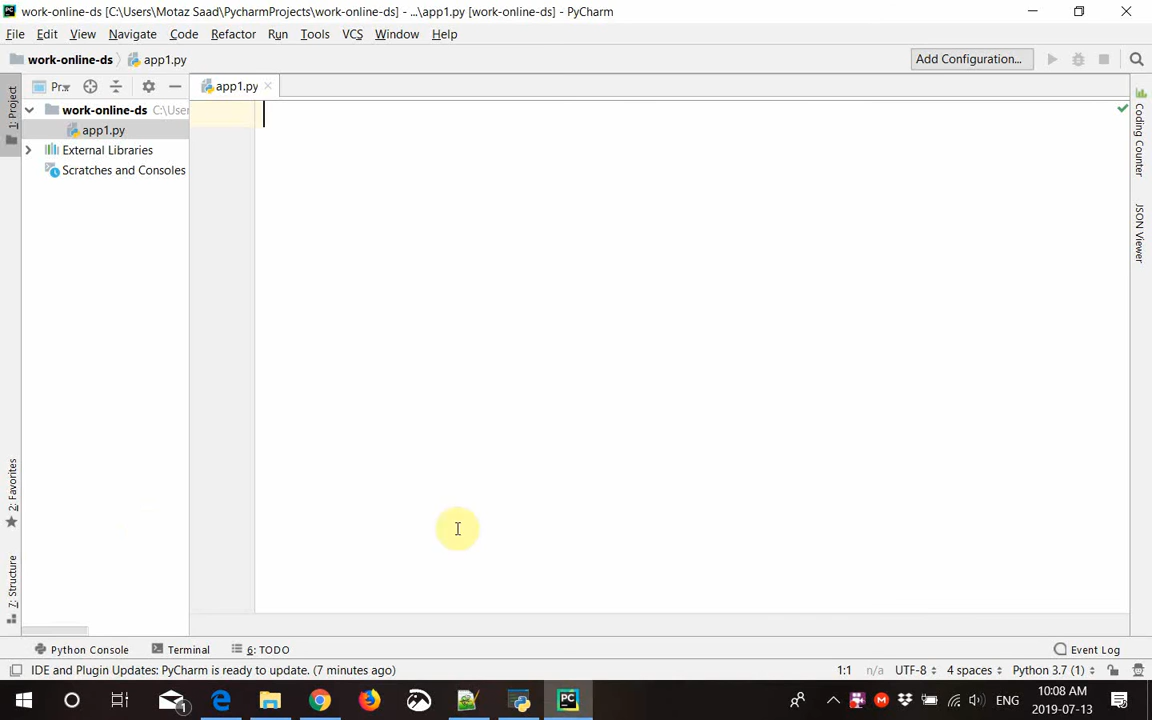 work-online-ds [C:\Users\Motaz Saad\PycharmProjects\work-online-ds] - ...\app1.py [work-online-ds] - PyCharm
File Edit View Navigate Code Refactor Run Tools VCS Window Help
work-online-ds app1.py Add Configuration...
1: Project
Pr.
app1.py
work-online-ds C:\User
app1.py
External Libraries
Scratches and Consoles
Coding Counter
JSON Viewer
2: Favorites
7: Structure
Python Console Terminal 6: TODO Event Log
IDE and Plugin Updates: PyCharm is ready to update. (7 minutes ago) 1:1 n/a UTF-8 4 spaces Python 3.7 (1)
PC
1
ENG
10:08 AM
2019-07-13